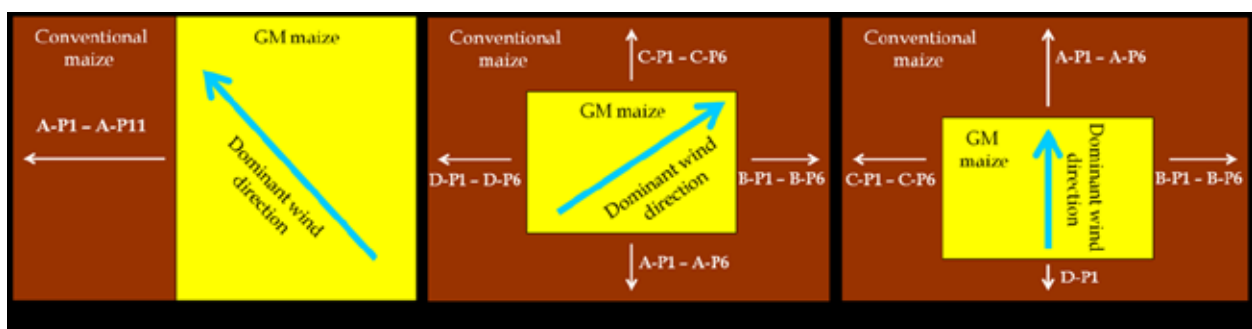 Conventional
maize
GM maize
A-P1 – A-P11
Dominant wind
direction
Conventional
maize
C-P1 – C-P6
GM maize
D-P1 – D-P6
B-P1 – B-P6
Dominant wind
direction
A-P1 – A-P6
Conventional
maize
A-P1 – A-P6
GM
maize
Dominant wind
direction
C-P1 – C-P6
B-P1 – B-P6
D-P1